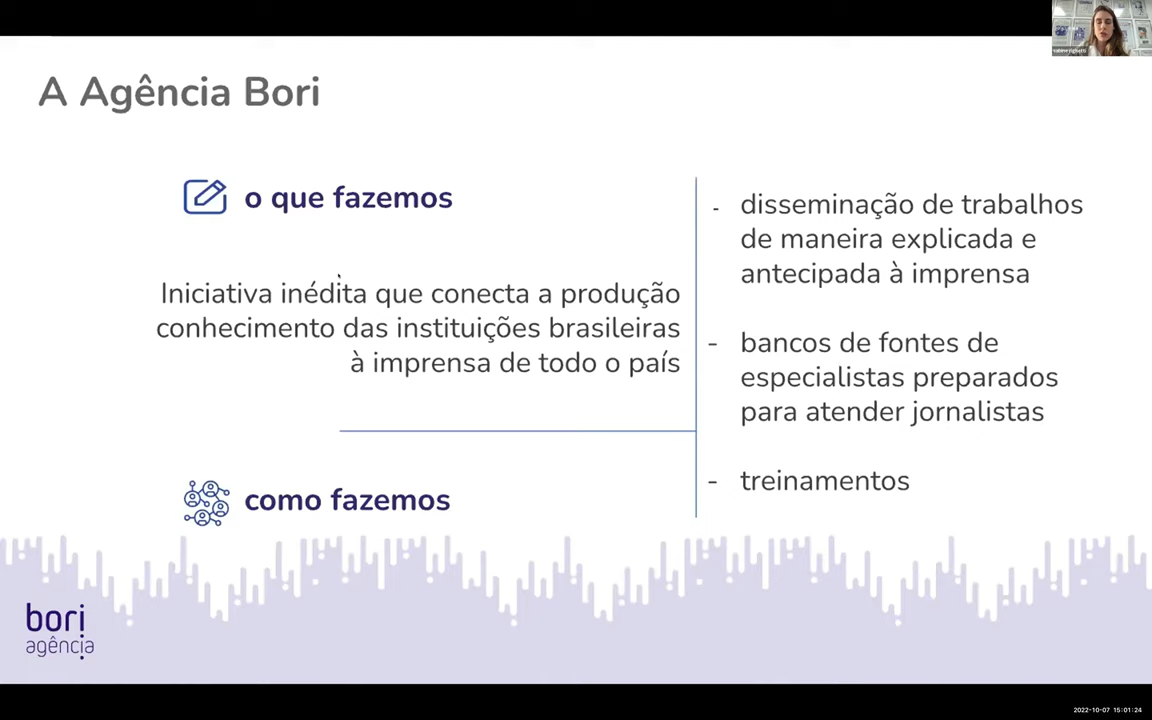 A Agência Bori
o que fazemos
Iniciativa inédita que conecta a produção
conhecimento das instituições brasileiras
à imprensa de todo o país
como fazemos
- disseminação de trabalhos
de maneira explicada e
antecipada à imprensa
- bancos de fontes de
especialistas preparados
para atender jornalistas
- treinamentos
bori
agência
2022-10-07 15:01:24